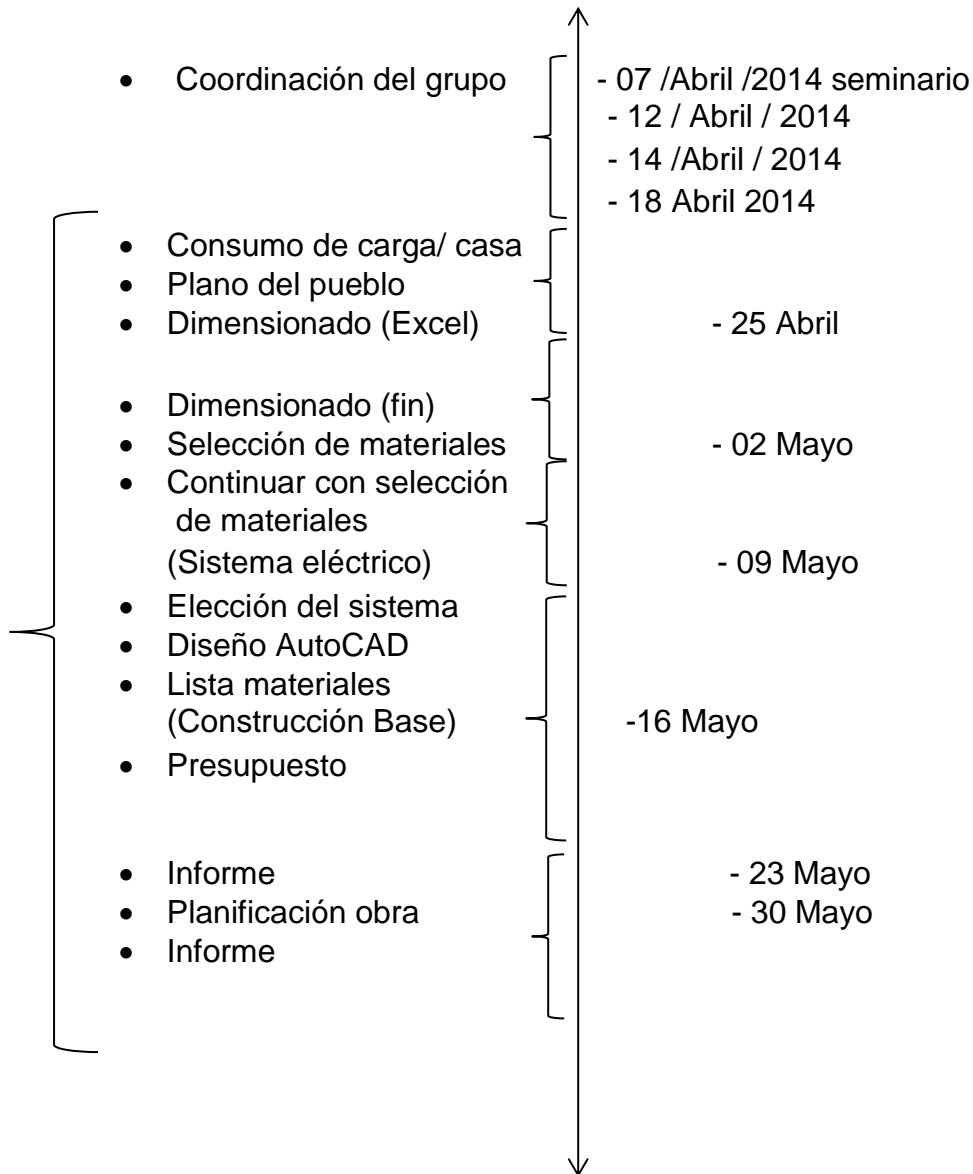 • Coordinación del grupo - 07 /Abril /2014 seminario
- 12 / Abril / 2014
- 14 /Abril / 2014
- 18 Abril 2014
• Consumo de carga/ casa
• Plano del pueblo
• Dimensionado (Excel) - 25 Abril
• Dimensionado (fin)
• Selección de materiales - 02 Mayo
• Continuar con selección
de materiales
(Sistema eléctrico) - 09 Mayo
• Elección del sistema
• Diseño AutoCAD
• Lista materiales
(Construcción Base) -16 Mayo
• Presupuesto
• Informe - 23 Mayo
• Planificación obra - 30 Mayo
• Informe